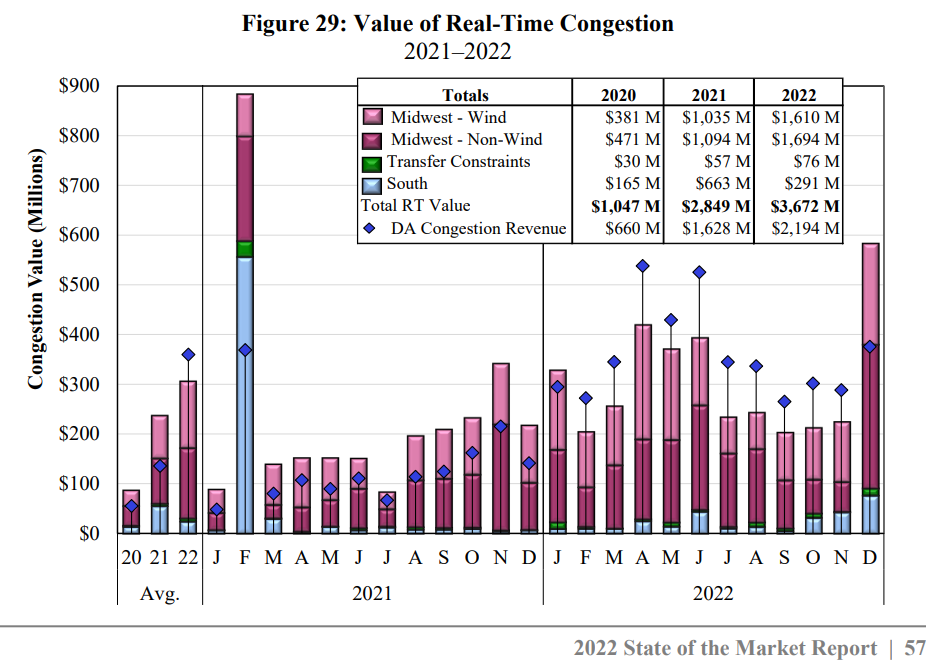 Figure 29: Value of Real-Time Congestion
2021–2022
Congestion Value (Millions)
$900
$800
$700
$600
$500
$400
$300
$200
$100
$0
Totals 2020 2021 2022
Midwest - Wind $381 M $1,035 M $1,610 M
Midwest - Non-Wind $471 M $1,094 M $1,694 M
Transfer Constraints $30 M $57 M $76 M
South $165 M $663 M $291 M
Total RT Value $1,047 M $2,849 M $3,672 M
DA Congestion Revenue $660 M $1,628 M $2,194 M
20 21 22 J F M A M J J A S O N D J F M A M J J A S O N D
Avg. 2021 2022
2022 State of the Market Report | 57